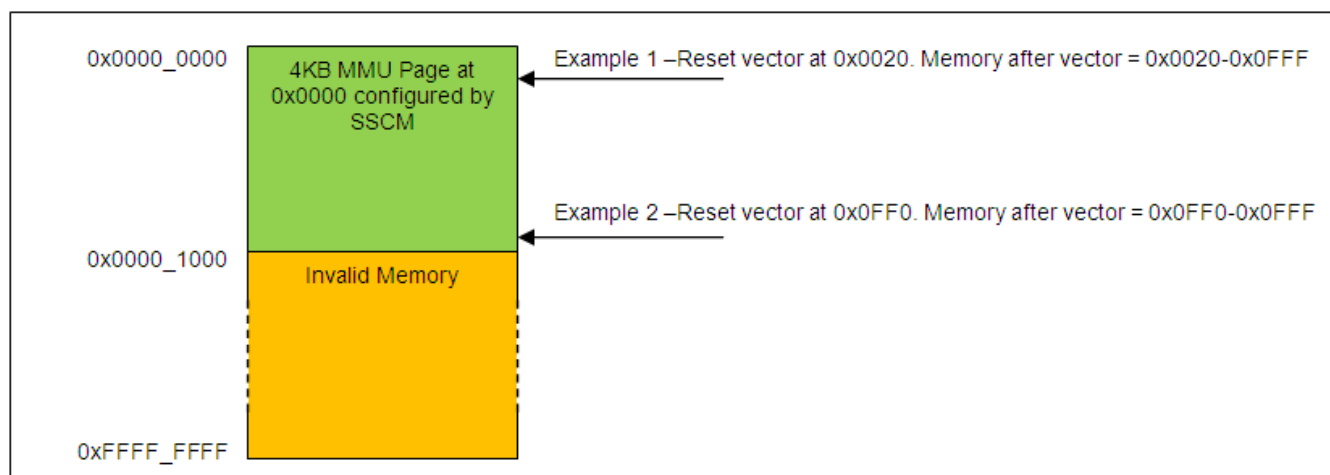 0x0000_0000
4KB MMU Page at
0x0000 configured by
SSCM
Example 1 –Reset vector at 0x0020. Memory after vector = 0x0020-0x0FFF
Example 2 –Reset vector at 0x0FF0. Memory after vector = 0x0FF0-0x0FFF
0x0000_1000
Invalid Memory
0xFFFF_FFFF